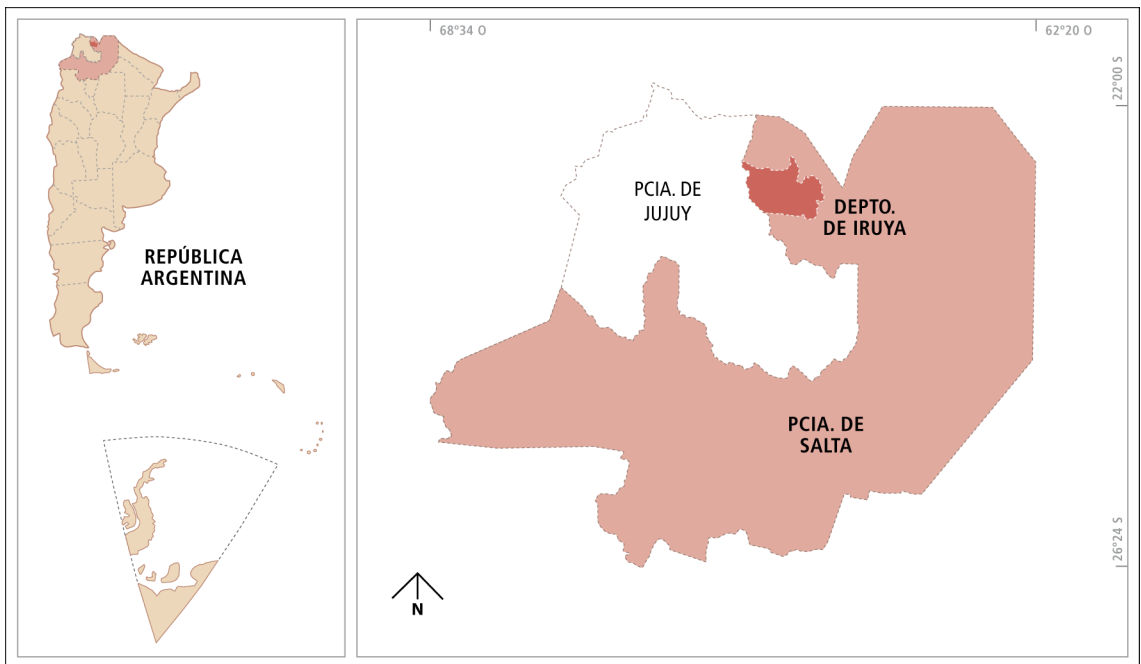 REPÚBLICA
ARGENTINA
68°34 O
62°20 O
22°00 S
PCIA. DE
JUJUY
DEPTO.
DE IRUYA
PCIA. DE
SALTA
26°24 S
N